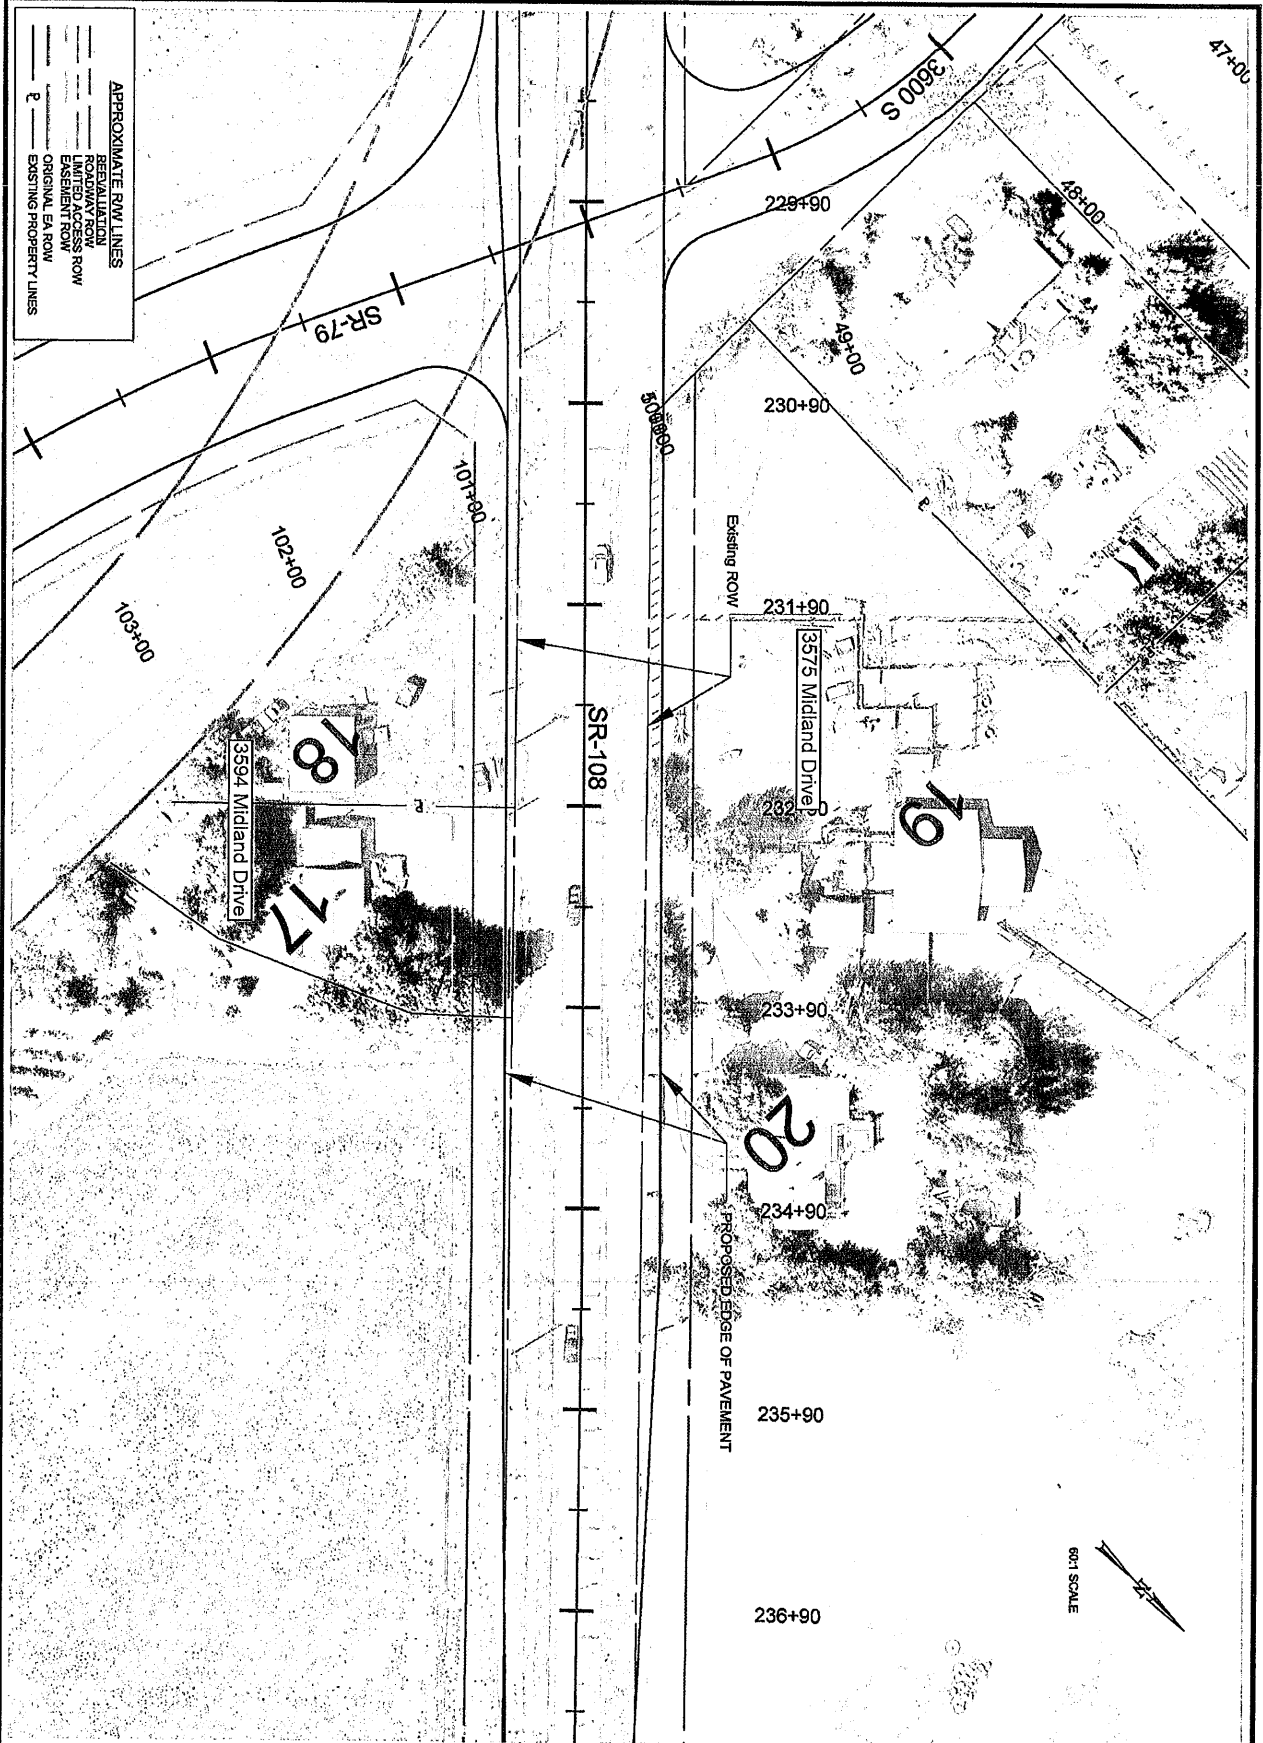 47+00
3600 S
48+00
229+90
49+00
230+90
SR-79
APPROXIMATE R/W LINES
REEVALUATION
ROADWAY ROW
LIMITED ACCESS ROW
EASEMENT ROW
ORIGINAL EA ROW
EXISTING PROPERTY LINES
101+90
102+00
103+00
Existing ROW
231+90
3575 Midland Drive
SR-108
18
3594 Midland Drive
17
19
233+90
20
234+90
PROPOSED EDGE OF PAVEMENT
235+90
236+90
N
60:1 SCALE